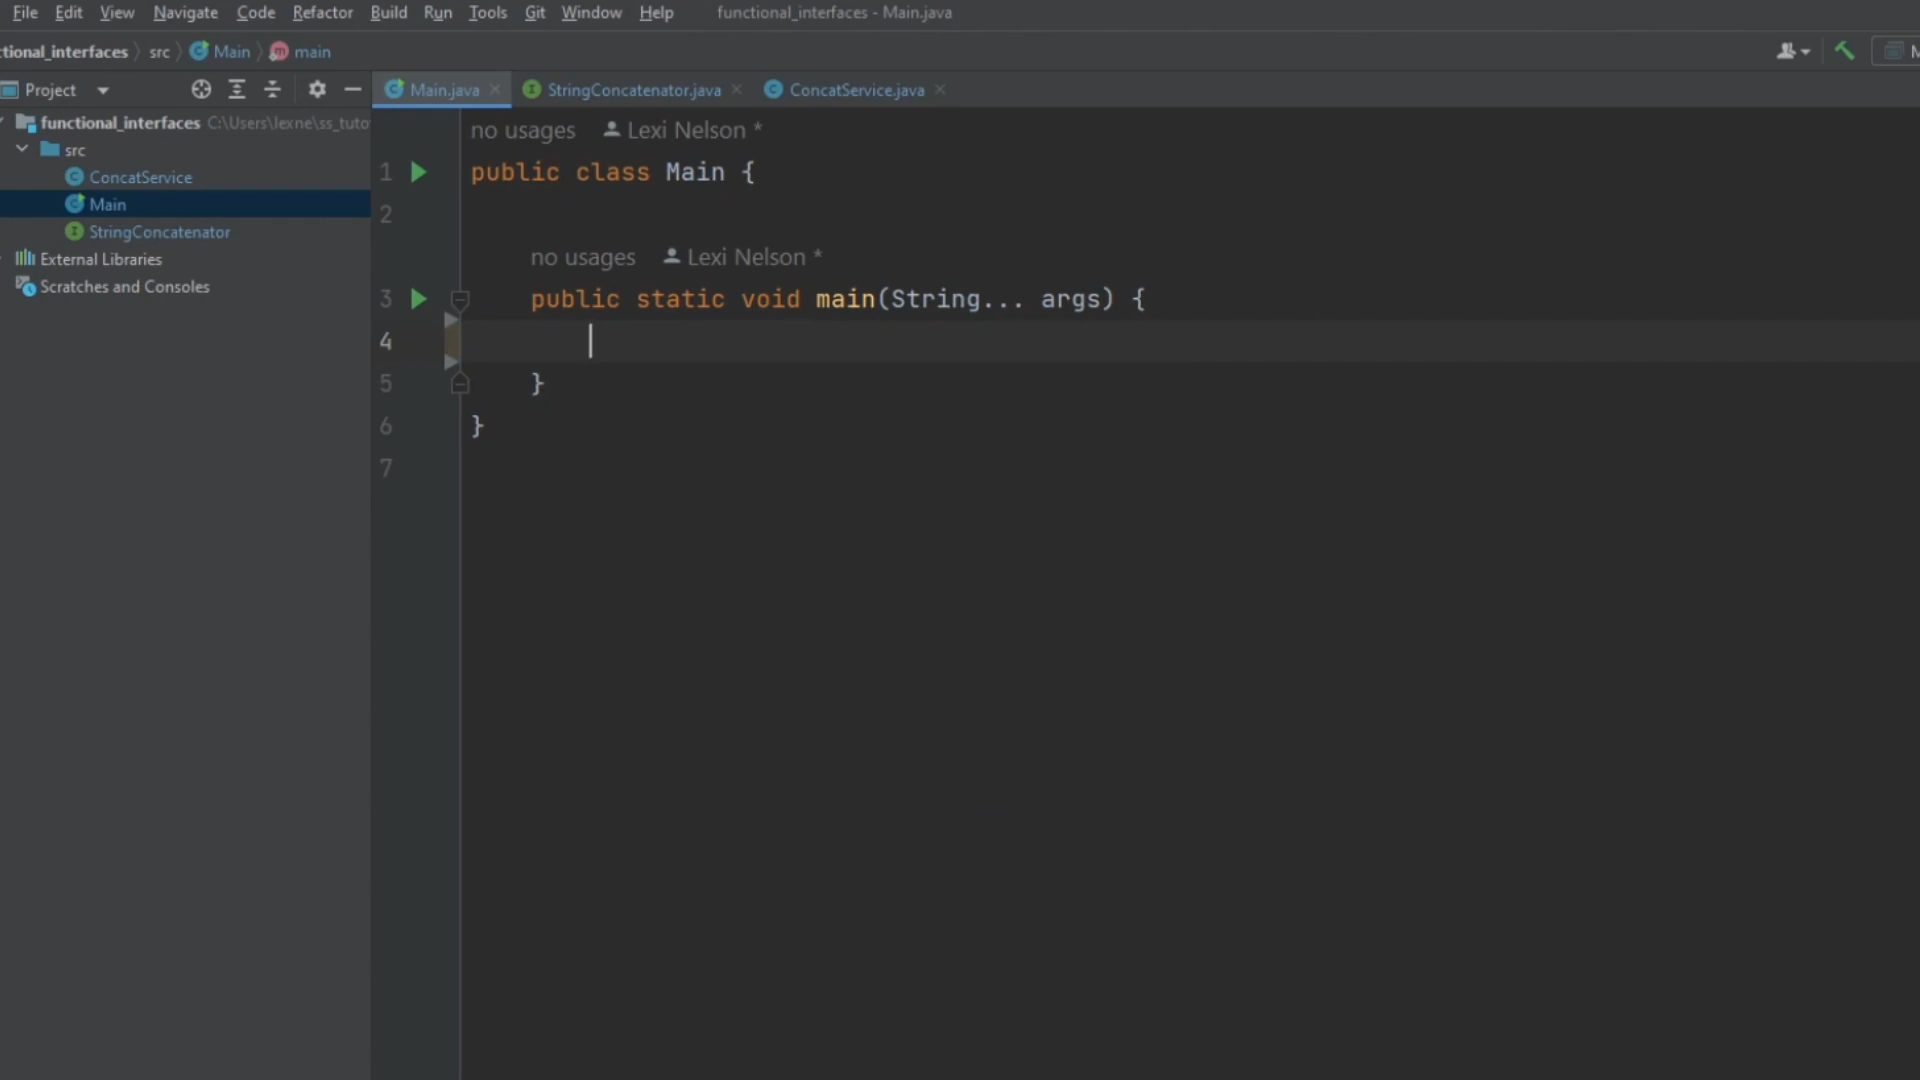 File Edit View Navigate Code Refactor Build Run Tools Git Window Help functional_interfaces - Main.java
ctional_interfaces src Main main M
Project Main.java StringConcatenator.java ConcatService.java
functional_interfaces C:\Users\lexne\ss_tuto
src
ConcatService
Main
StringConcatenator
External Libraries
Scratches and Consoles
no usages Lexi Nelson *
1 public class Main {
2
no usages Lexi Nelson *
3 public static void main(String... args) {
4
5 }
6 }
7